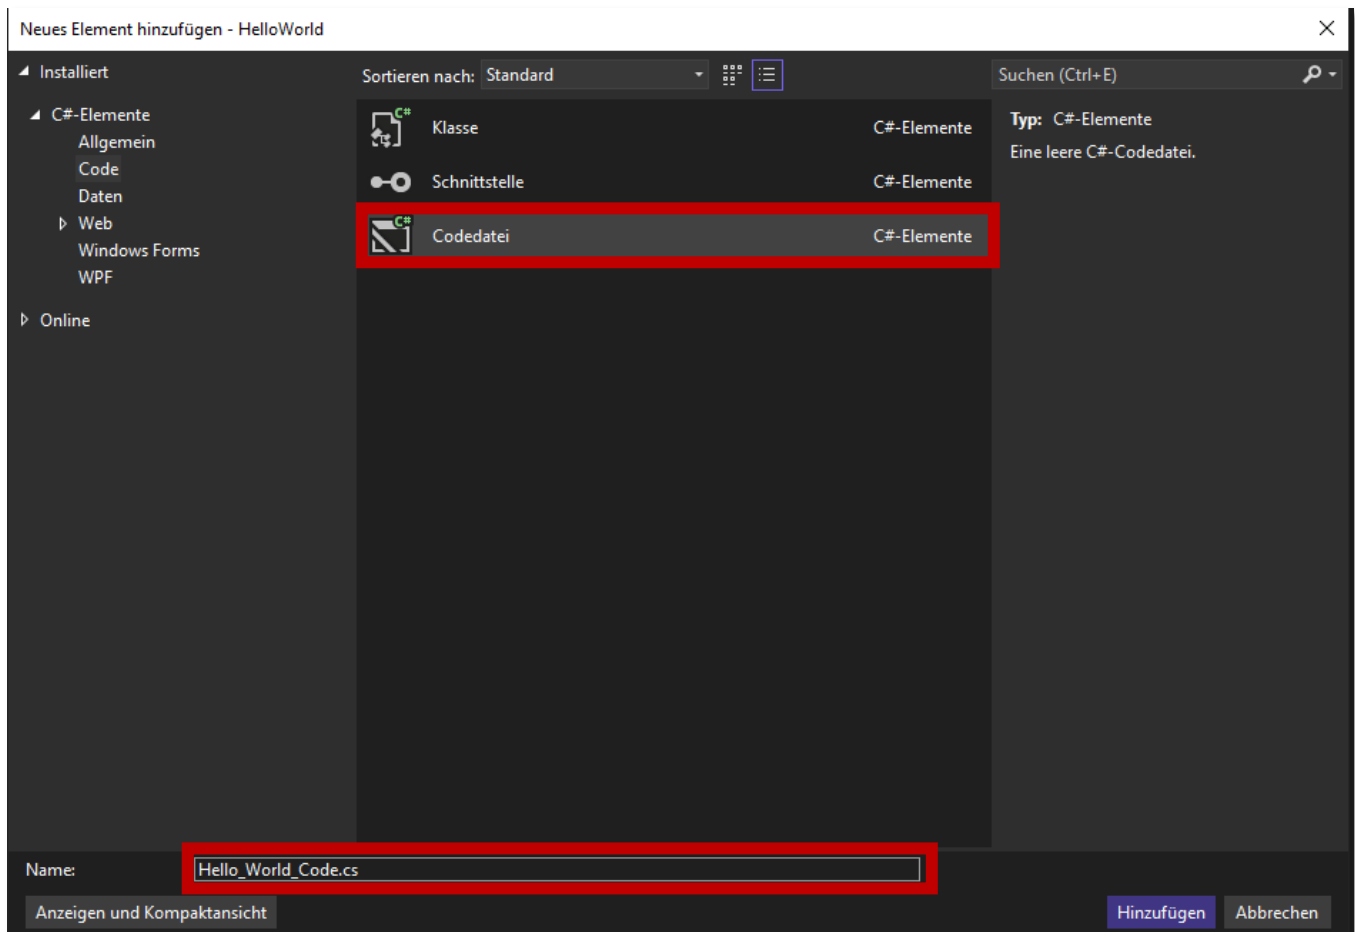 Neues Element hinzufügen - HelloWorld
Installiert
C#-Elemente
Allgemein
Code
Daten
Web
Windows Forms
WPF
Online
Sortieren nach: Standard
C# Klasse C#-Elemente
Schnittstelle C#-Elemente
C# Codedatei C#-Elemente
Suchen (Ctrl+E)
Typ: C#-Elemente
Eine leere C#-Codedatei.
Name: Hello_World_Code.cs
Anzeigen und Kompaktansicht Hinzufügen Abbrechen